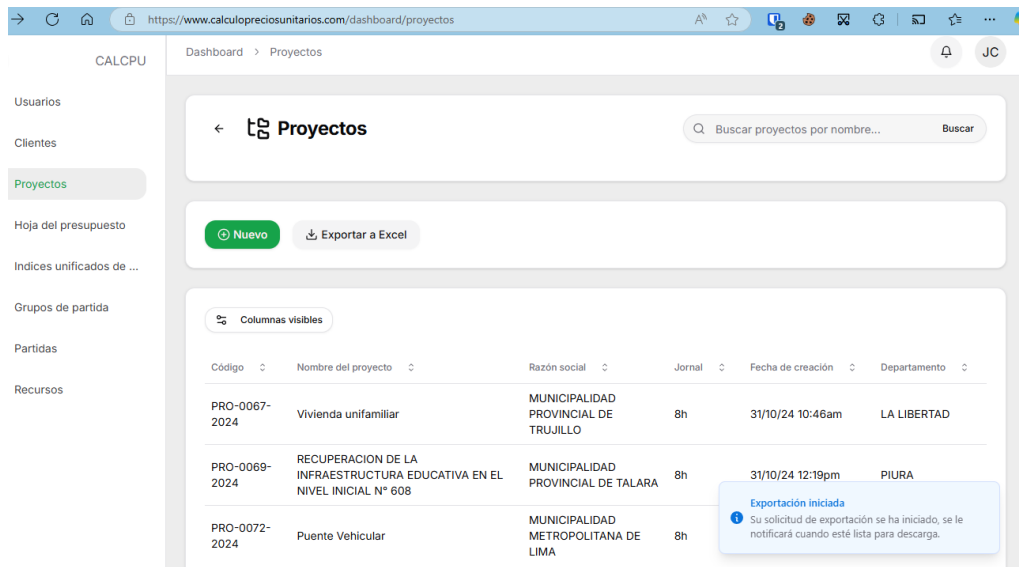 https://www.calculopreciosunitarios.com/dashboard/proyectos
2
CALCPU
Dashboard > Proyectos
JC
Usuarios
Clientes
Proyectos
Hoja del presupuesto
Indices unificados de ...
Grupos de partida
Partidas
Recursos
Proyectos
Buscar proyectos por nombre...
Buscar
Nuevo
Exportar a Excel
Columnas visibles
Código Nombre del proyecto Razón social Jornal Fecha de creación Departamento
PRO-0067-
2024
Vivienda unifamiliar
MUNICIPALIDAD
PROVINCIAL DE
TRUJILLO
8h
31/10/24 10:46am
LA LIBERTAD
PRO-0069-
2024
RECUPERACION DE LA
INFRAESTRUCTURA EDUCATIVA EN EL
NIVEL INICIAL N° 608
MUNICIPALIDAD
PROVINCIAL DE TALARA
8h
31/10/24 12:19pm
PIURA
PRO-0072-
2024
Puente Vehicular
MUNICIPALIDAD
METROPOLITANA DE
LIMA
8h
Exportación iniciada
Su solicitud de exportación se ha iniciado, se le
notificará cuando esté lista para descarga.